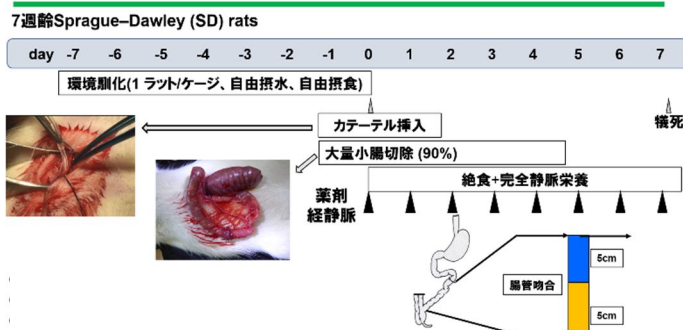 7週齢Sprague–Dawley (SD) rats
day -7 -6 -5 -4 -3 -2 -1 0 1 2 3 4 5 6 7
環境馴化(1 ラット/ケージ、自由摂水、自由摂食)
カテーテル挿入
犠死
大量小腸切除 (90%)
絶食+完全静脈栄養
薬剤
経静脈
5cm
腸管吻合
5cm